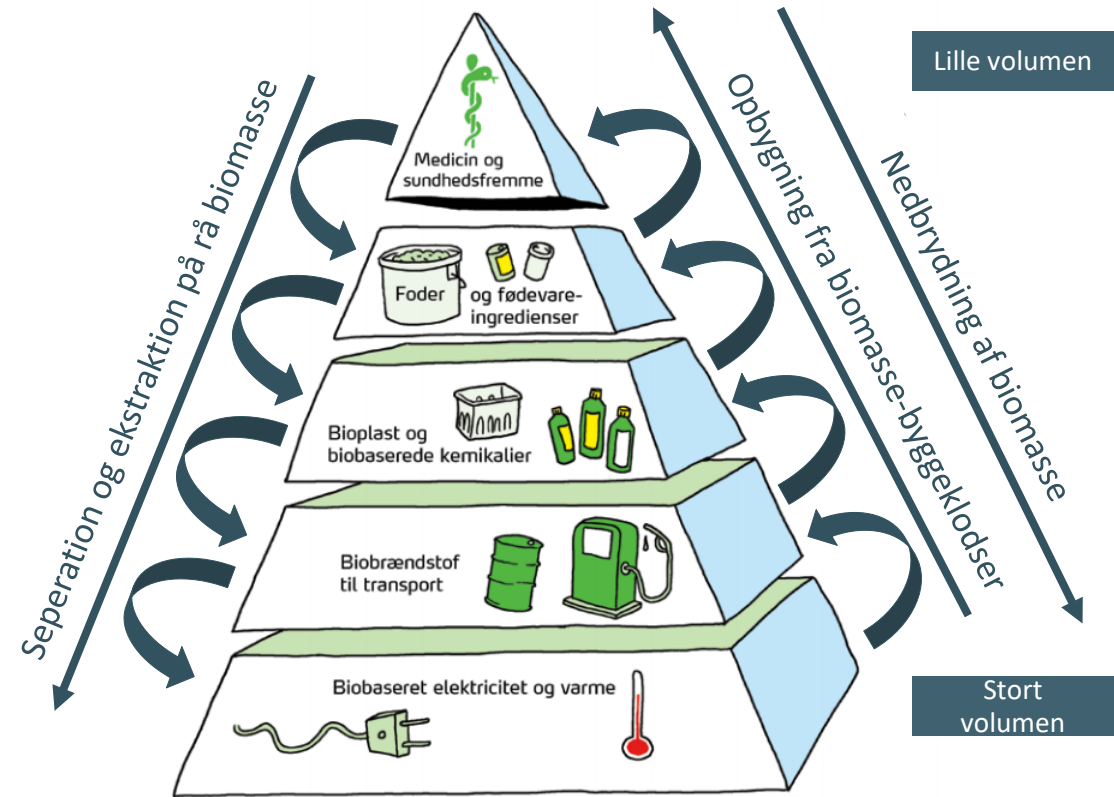 Lille volumen
Seperation og ekstraktion på rå biomasse
Opbygning fra biomasse-byggeklodser
Nedbrydning af biomasse
Medicin og
sundhedsfremme
Foder
og fødevare-
ingredienser
Bioplast og
biobaserede kemikalier
Biobrændstof
til transport
Biobaseret elektricitet og varme
Stort
volumen